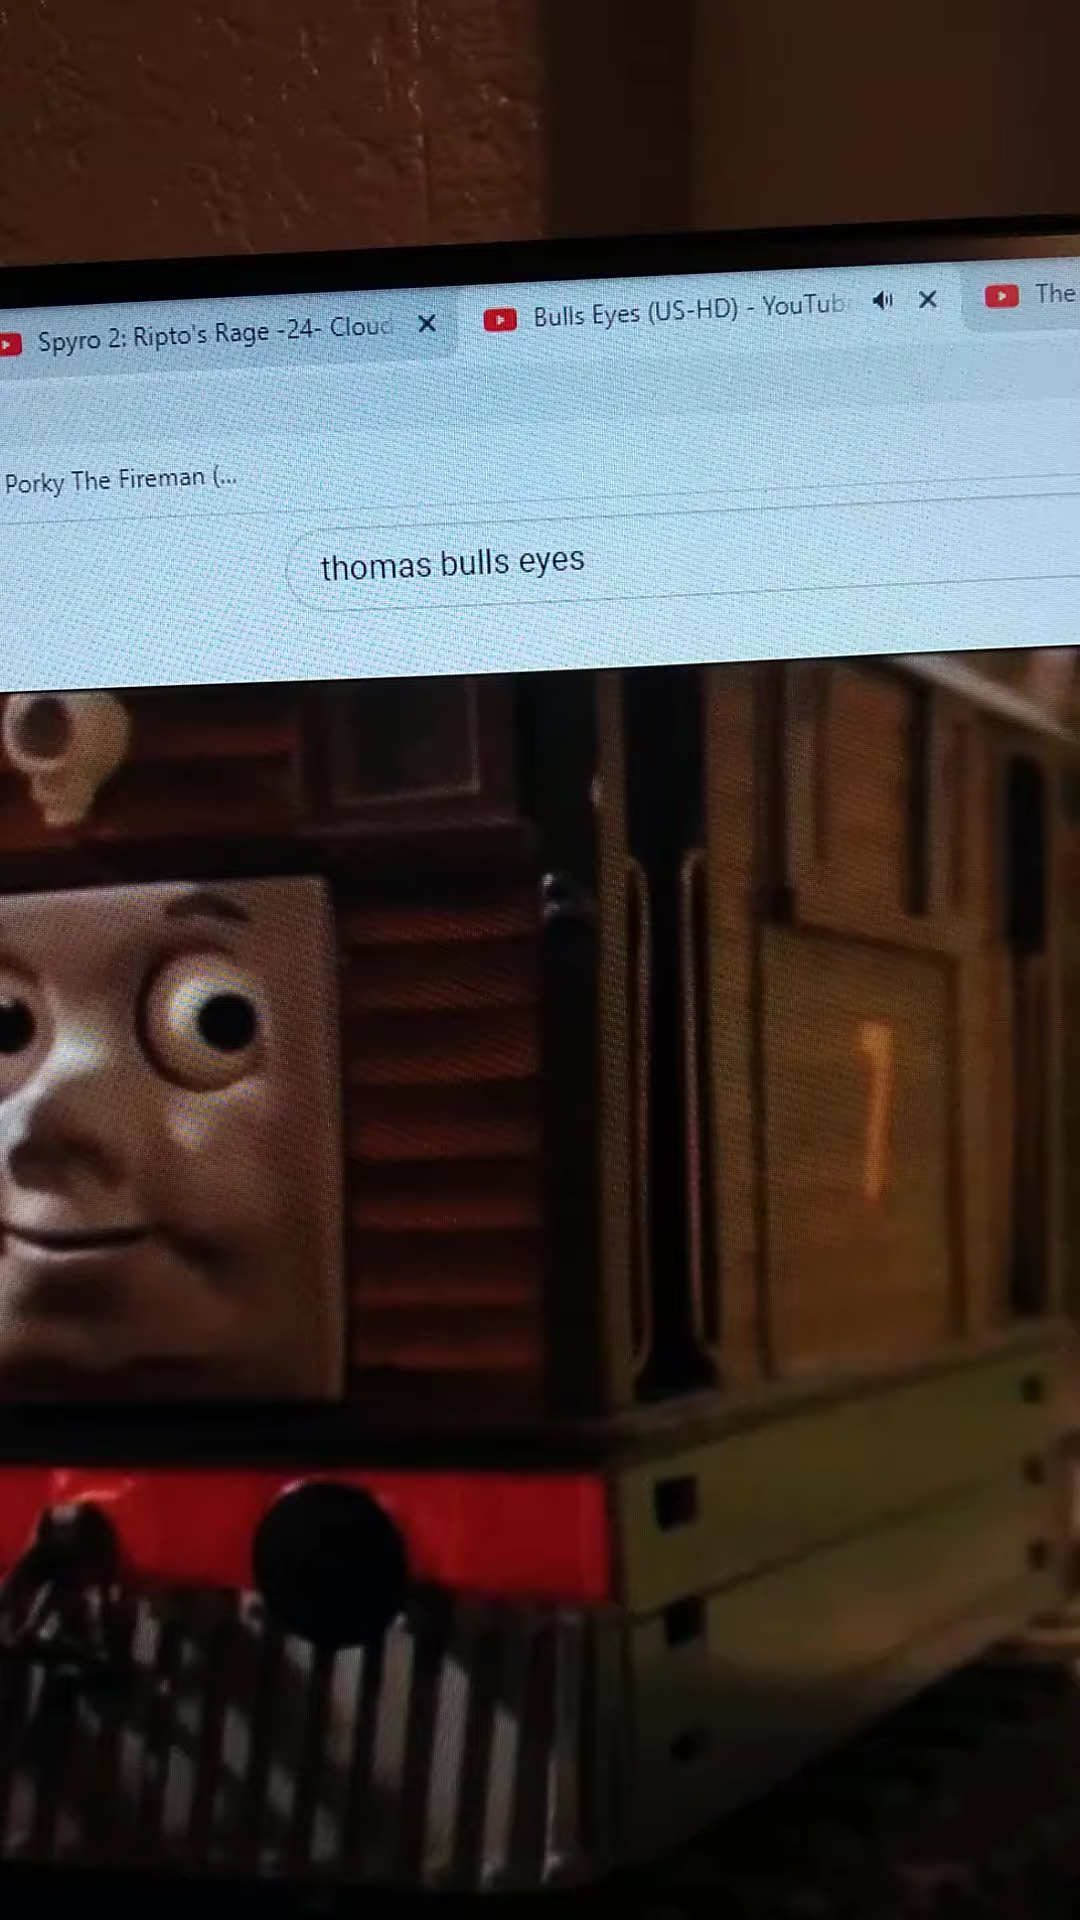 Spyro 2: Ripto's Rage -24- Cloud
Bulls Eyes (US-HD) - YouTub
The
Porky The Fireman (...
thomas bulls eyes